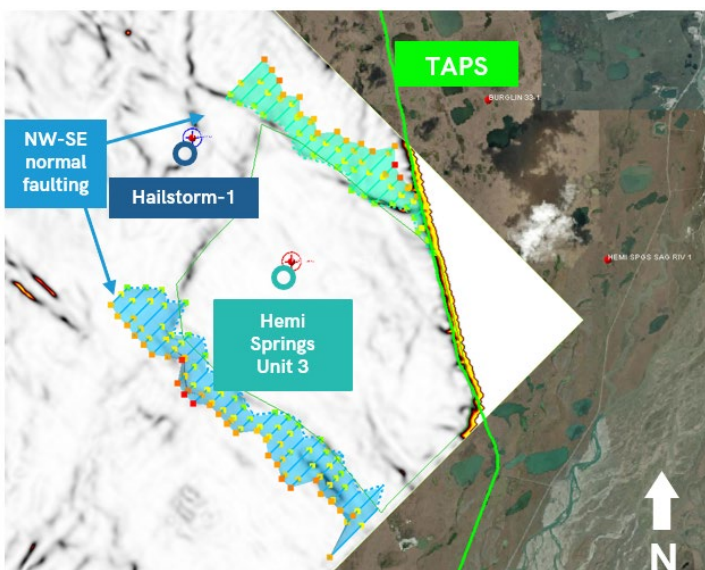 TAPS
BURGLIN 33-1
NW-SE
normal
faulting
Hailstorm-1
HEMI SPGS SAG RIV 1
Hemi
Springs
Unit 3
N